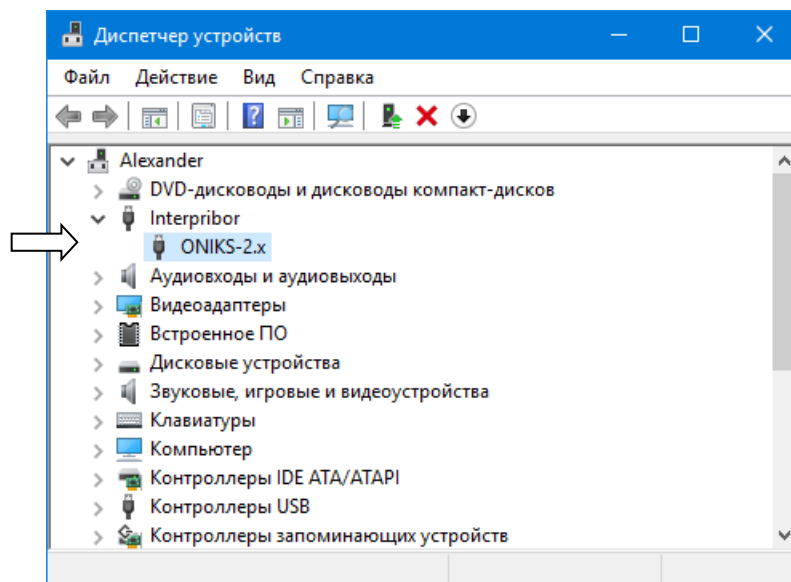 Диспетчер устройств
Файл Действие Вид Справка
Alexander
DVD-дисководы и дисководы компакт-дисков
Interpribor
ONIKS-2.x
Аудиовходы и аудиовыходы
Видеоадаптеры
Встроенное ПО
Дисковые устройства
Звуковые, игровые и видеоустройства
Клавиатуры
Компьютер
Контроллеры IDE ATA/ATAPI
Контроллеры USB
Контроллеры запоминающих устройств